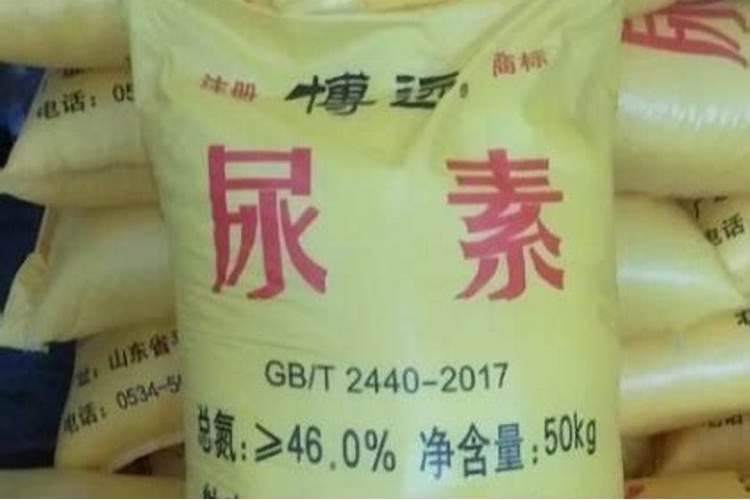 注册 博远® 商标
尿素
GB/T 2440-2017
总氮:≥46.0% 净含量:50kg
电话: 05
山东省
电话: 0534-5
电话
尿